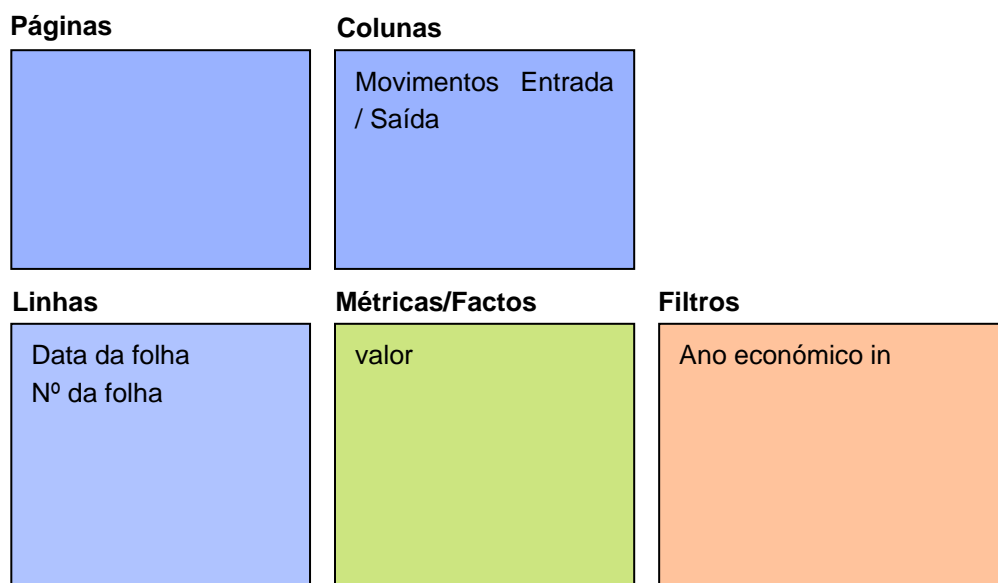 Páginas
Colunas
Movimentos Entrada
/ Saída
Linhas
Métricas/Factos
Filtros
Data da folha
Nº da folha
valor
Ano económico in